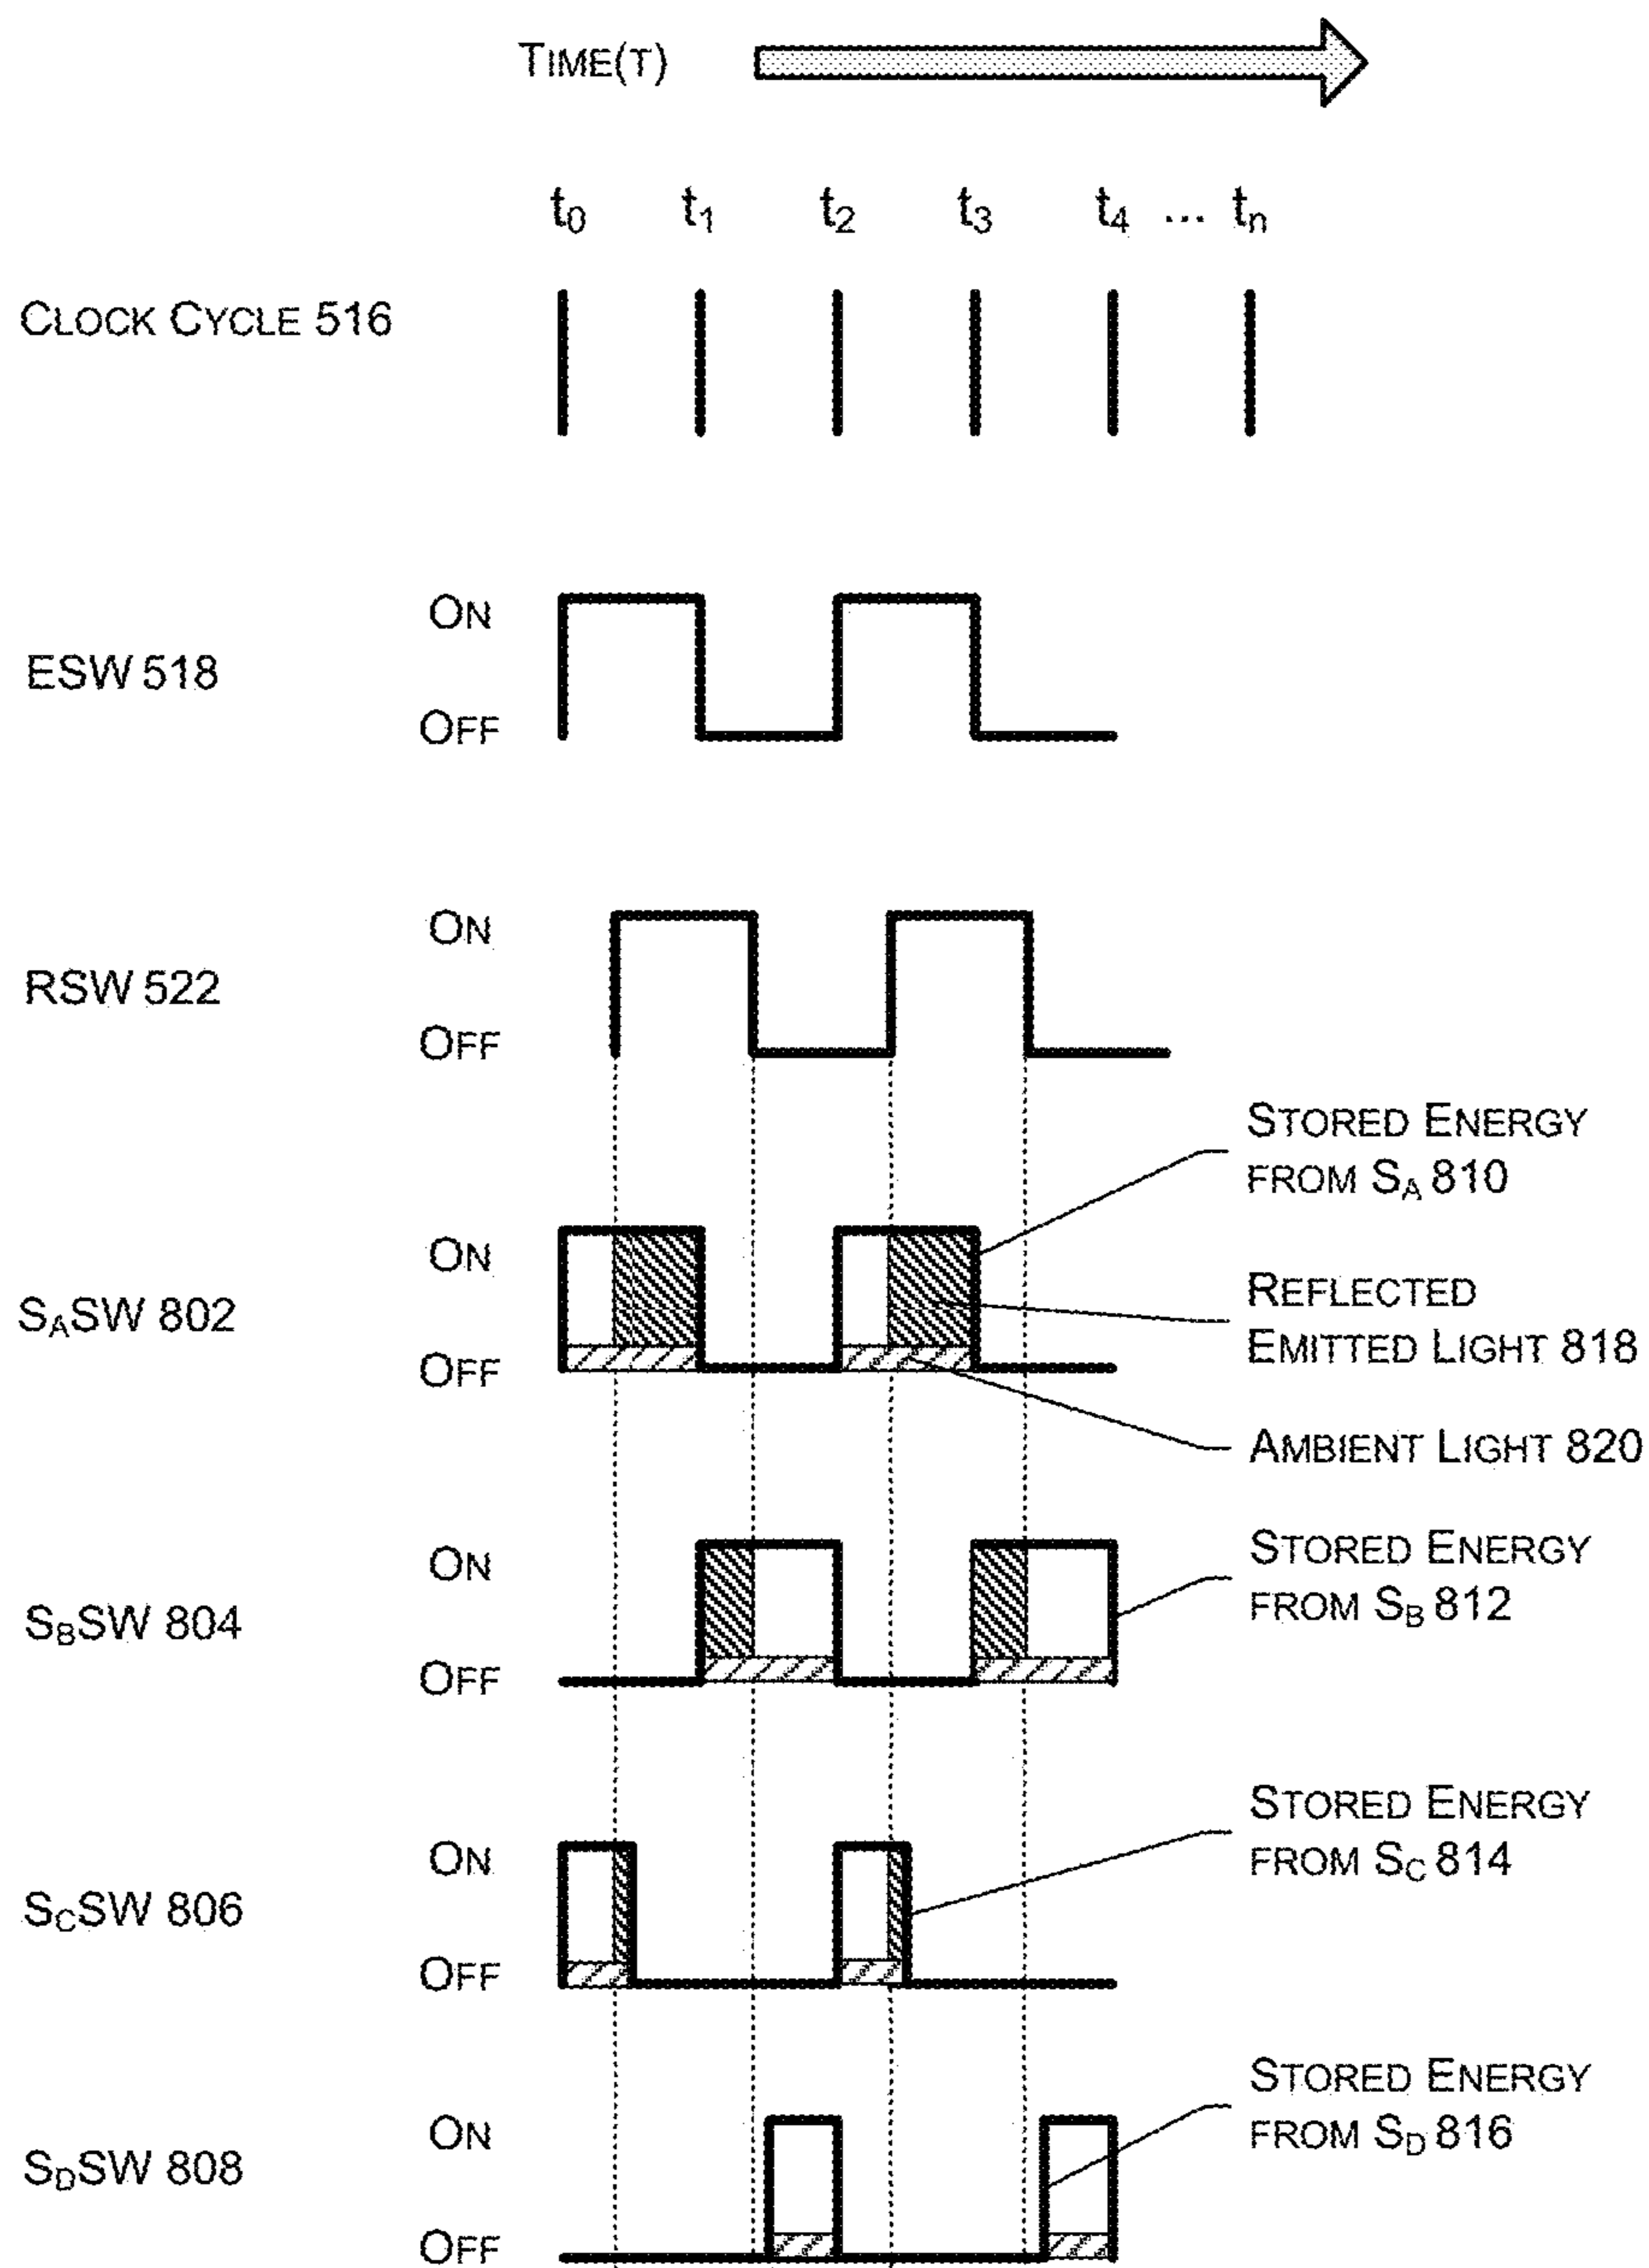 TIME(T)
t0 t1 t2 t3 t4 ... tn
CLOCK CYCLE 516
ON
ESW 518
OFF
ON
RSW 522
OFF
STORED ENERGY
FROM SA 810
ON
SASW 802
OFF
REFLECTED
EMITTED LIGHT 818
AMBIENT LIGHT 820
ON
SBSW 804
OFF
STORED ENERGY
FROM SB 812
ON
SCSW 806
OFF
STORED ENERGY
FROM SC 814
ON
SDSW 808
OFF
STORED ENERGY
FROM SD 816